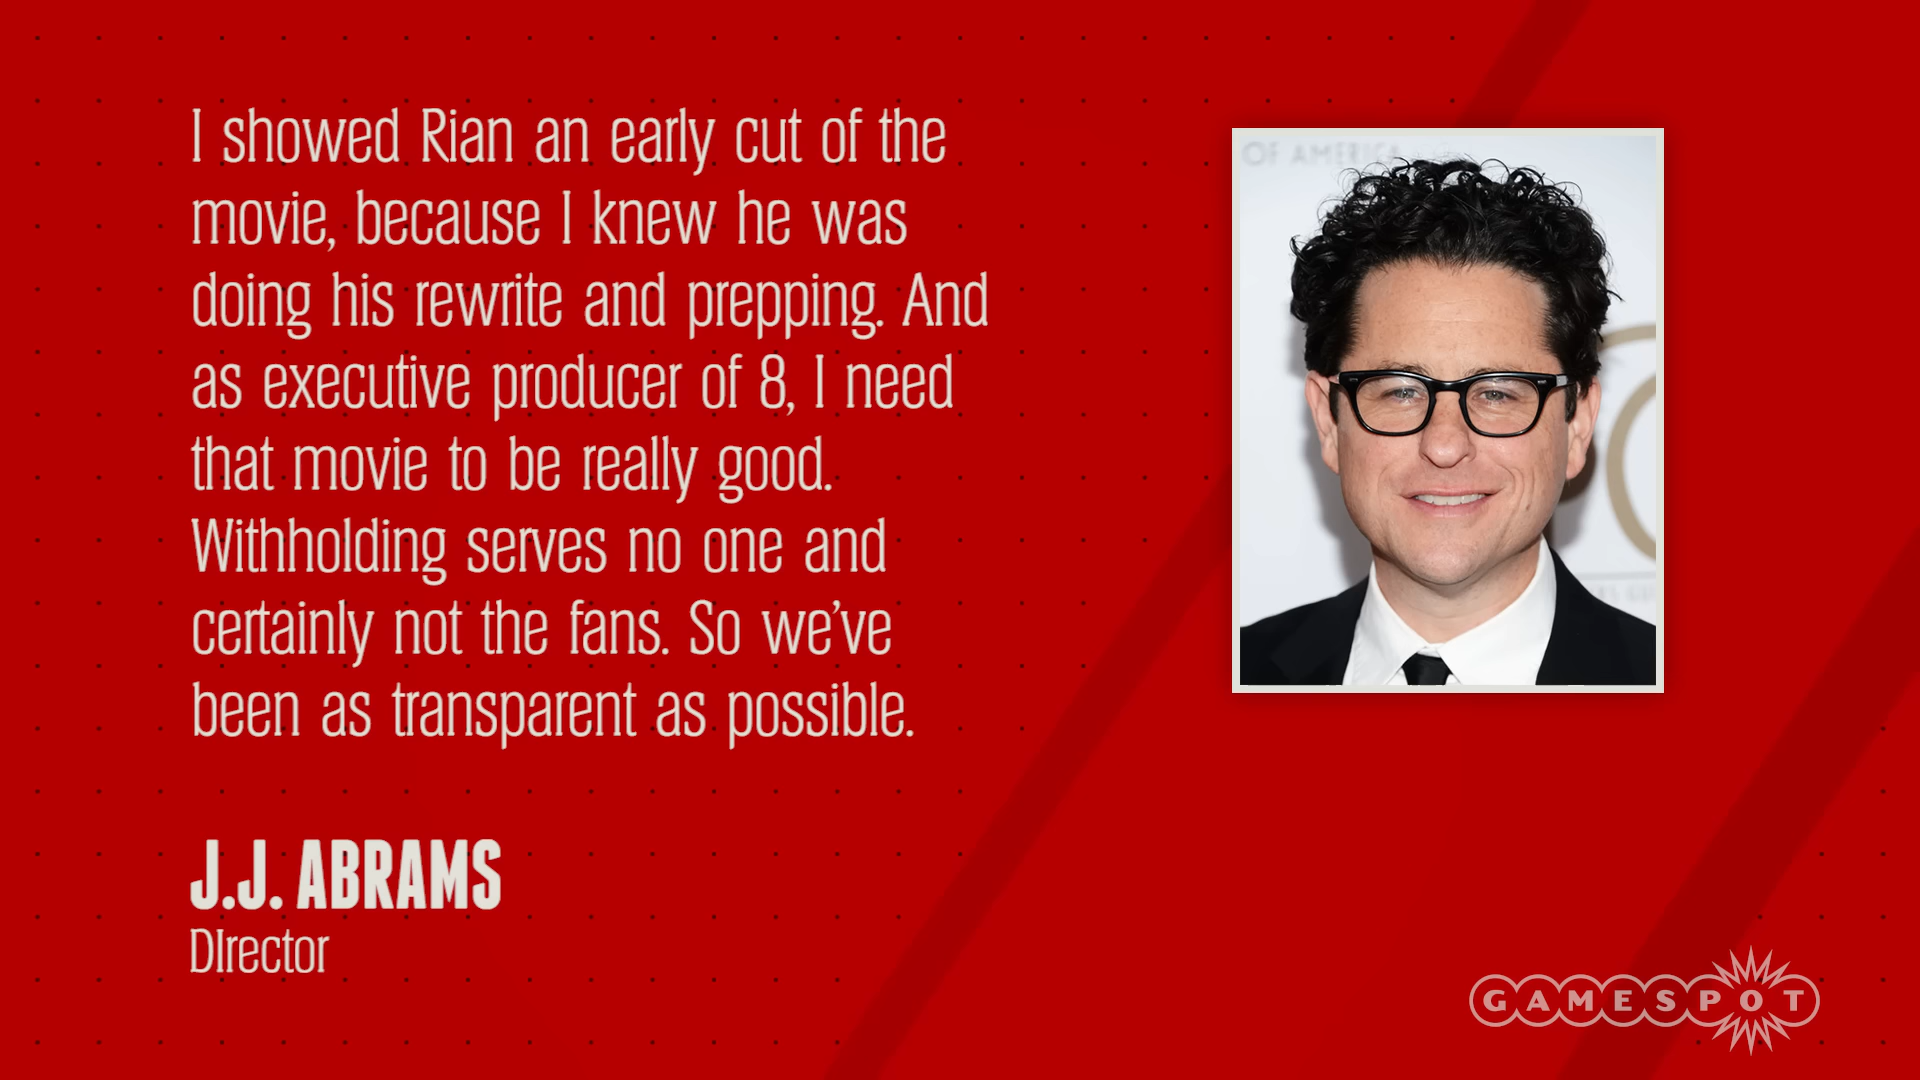 I showed Rian an early cut of the
movie, because I knew he was
doing his rewrite and prepping. And
as executive producer of 8, I need
that movie to be really good.
Withholding serves no one and
certainly not the fans. So we’ve
been as transparent as possible.
J.J. ABRAMS
DIrector
OF AMERICA
GAMESPOT